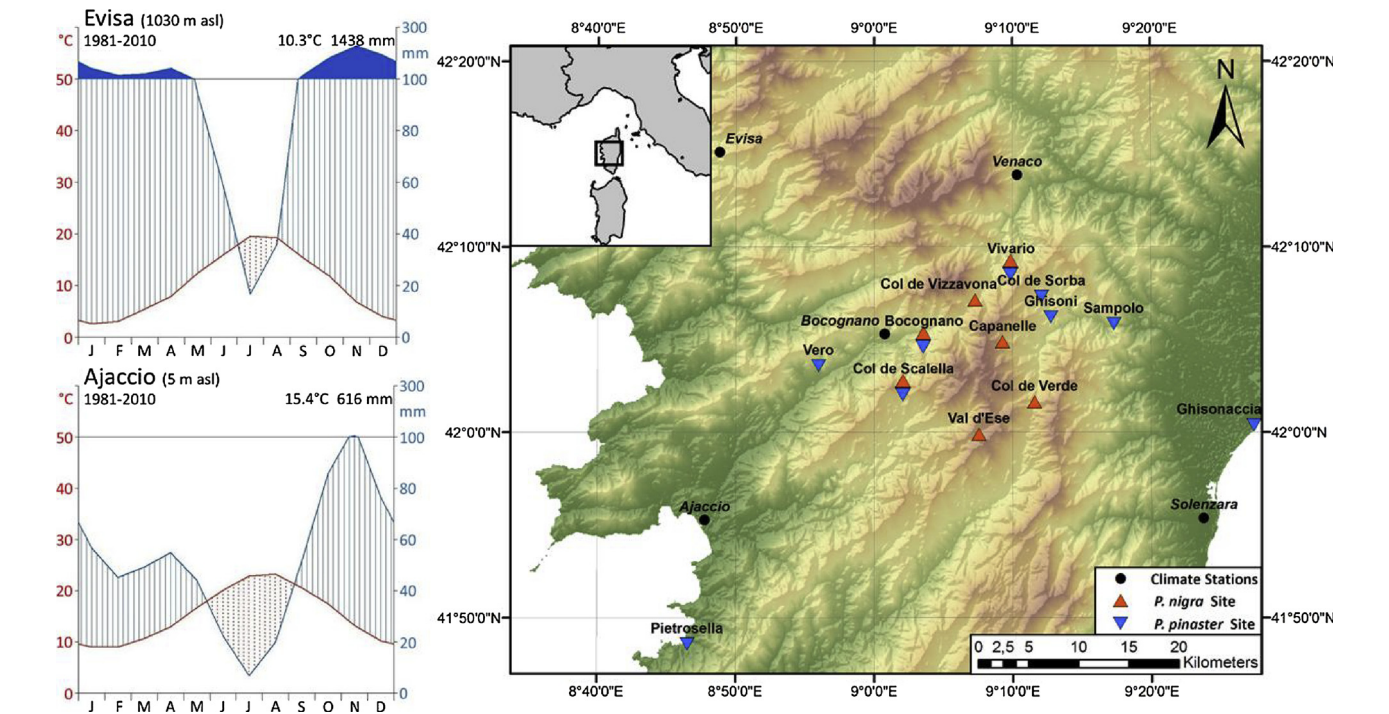 Evisa (1030 m asl)
°C
1981-2010
10.3°C 1438 mm
300
mm
50
100
40
80
30
60
20
40
10
20
0
0
J F M A M J J A S O N D
Ajaccio (5 m asl)
°C
1981-2010
15.4°C 616 mm
300
mm
50
100
40
80
30
60
20
40
10
20
0
0
J F M A M J J A S O N D
8°40'0"E 8°50'0"E 9°0'0"E 9°10'0"E 9°20'0"E
42°20'0"N
42°20'0"N
N
Evisa
Venaco
42°10'0"N
42°10'0"N
Vivario
Col de Vizzavona
Col de Sorba
Ghisoni
Sampolo
Bocognano
Bocognano
Capanelle
Vero
Col de Scalella
Col de Verde
Ghisonaccia
Val d'Ese
42°0'0"N
42°0'0"N
Ajaccio
Solenzara
Climate Stations
P. nigra Site
P. pinaster Site
41°50'0"N
41°50'0"N
Pietrosella
0 2,5 5 10 15 20
Kilometers
8°40'0"E 8°50'0"E 9°0'0"E 9°10'0"E 9°20'0"E